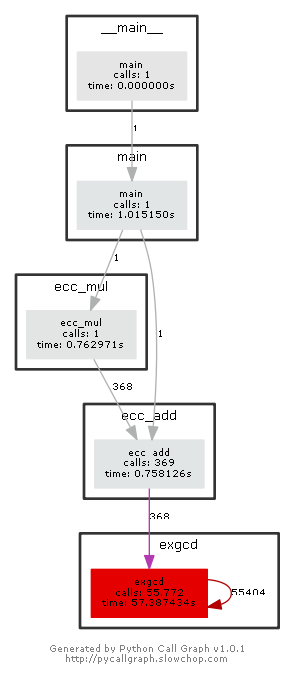 __main__
main
calls: 1
time: 0.000000s
1
main
main
calls: 1
time: 1.015150s
1
ecc_mul
ecc_mul
calls: 1
time: 0.762971s
1
368
ecc_add
ecc_add
calls: 369
time: 0.758126s
368
exgcd
exgcd
calls: 55.772
time: 57.387434s
55404
Generated by Python Call Graph v1.0.1
http://pycallgraph.slowchop.com